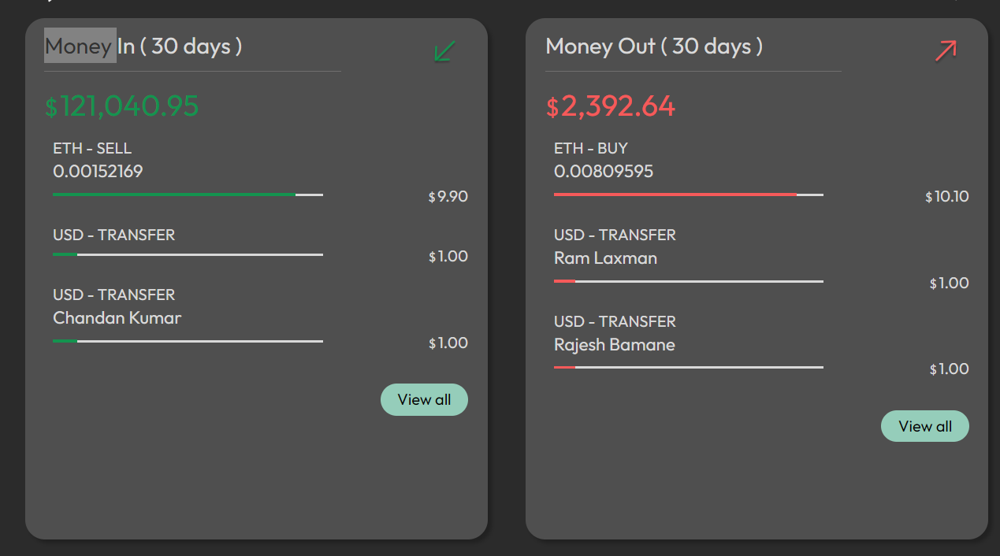 Money In ( 30 days )
$121,040.95
ETH - SELL
0.00152169
$9.90
USD - TRANSFER
$1.00
USD - TRANSFER
Chandan Kumar
$1.00
View all
Money Out ( 30 days )
$2,392.64
ETH - BUY
0.00809595
$10.10
USD - TRANSFER
Ram Laxman
$1.00
USD - TRANSFER
Rajesh Bamane
$1.00
View all